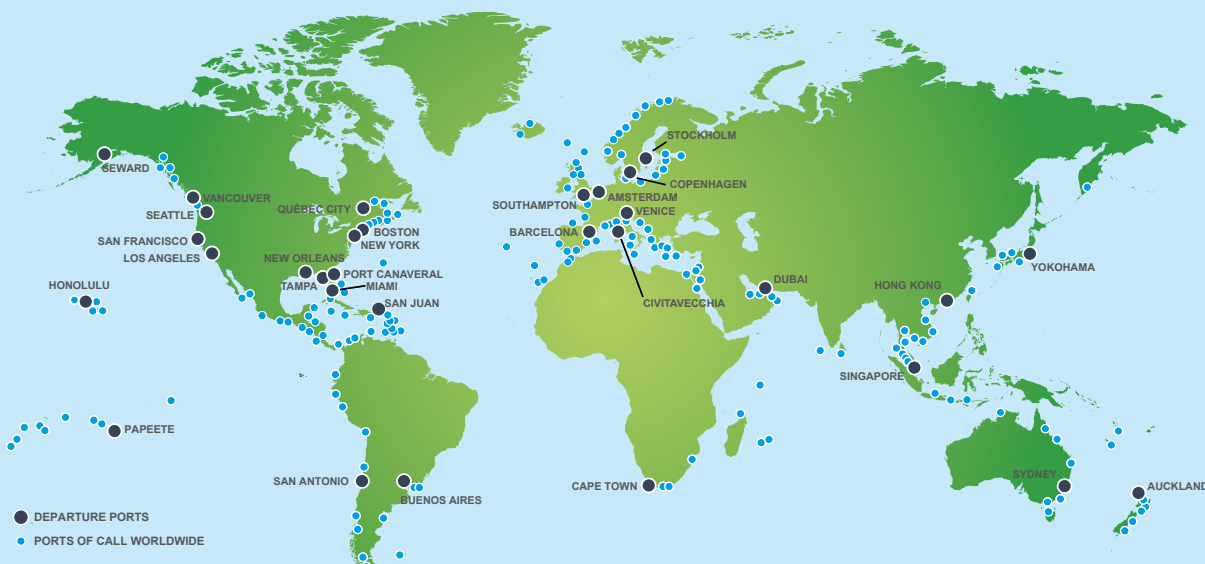 STOCKHOLM
SEWARD
COPENHAGEN
VANCOUVER
AMSTERDAM
SOUTHAMPTON
QUÉBEC CITY
SEATTLE
VENICE
BOSTON
BARCELONA
SAN FRANCISCO
NEW YORK
LOS ANGELES
NEW ORLEANS
YOKOHAMA
PORT CANAVERAL
HONOLULU
TAMPA
MIAMI
DUBAI
HONG KONG
SAN JUAN
CIVITAVECCHIA
SINGAPORE
PAPEETE
SYDNEY
SAN ANTONIO
CAPE TOWN
AUCKLAND
BUENOS AIRES
DEPARTURE PORTS
PORTS OF CALL WORLDWIDE